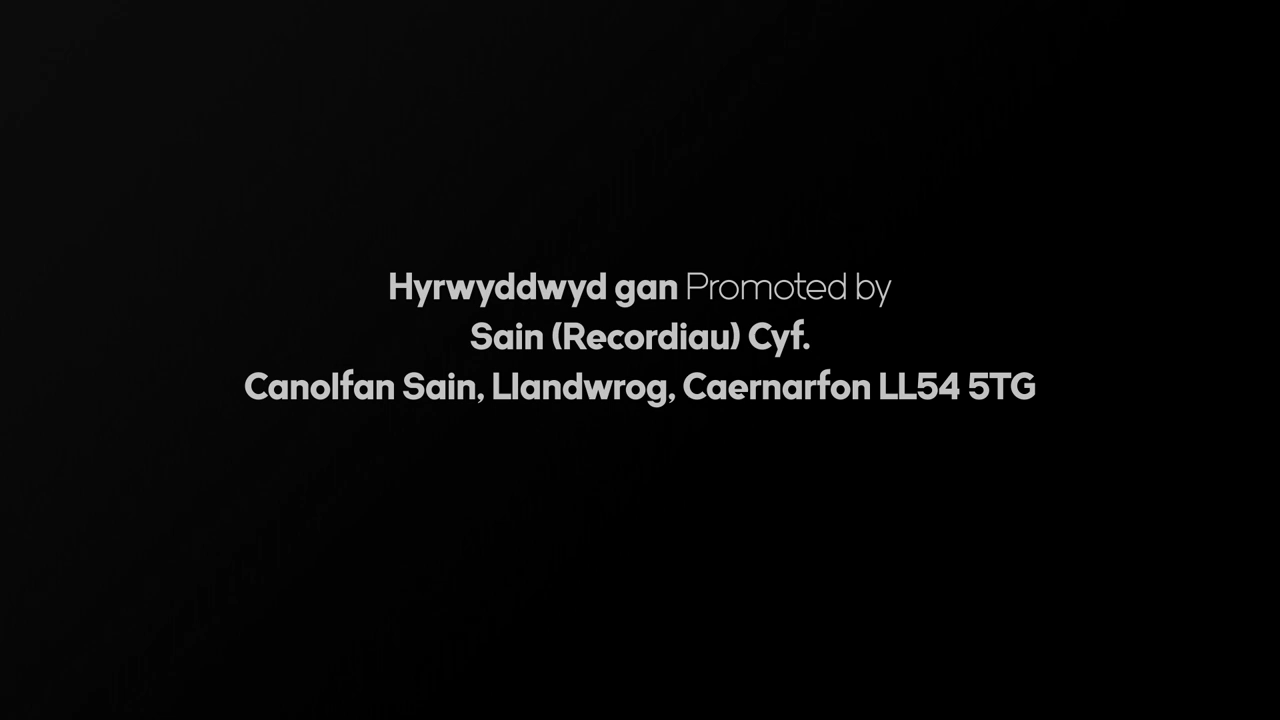 Hyrwyddwyd gan Promoted by
Sain (Recordiau) Cyf.
Canolfan Sain, Llandwrog, Caernarfon LL54 5TG